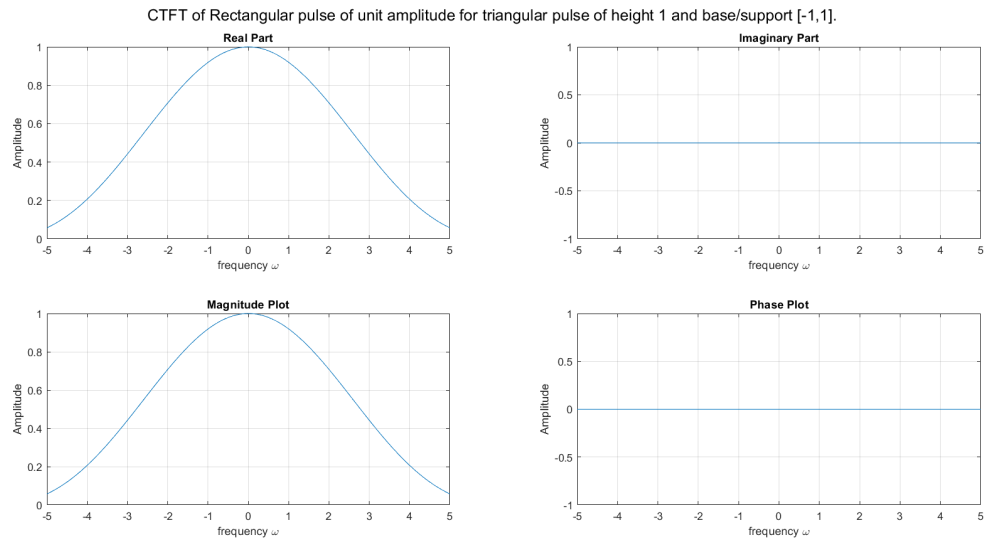 CTFT of Rectangular pulse of unit amplitude for triangular pulse of height 1 and base/support [-1,1].
Real Part
Amplitude
1
0.8
0.6
0.4
0.2
0
-5 -4 -3 -2 -1 0 1 2 3 4 5
frequency ω
Imaginary Part
Amplitude
1
0.5
0
-0.5
-1
-5 -4 -3 -2 -1 0 1 2 3 4 5
frequency ω
Magnitude Plot
Amplitude
1
0.8
0.6
0.4
0.2
0
-5 -4 -3 -2 -1 0 1 2 3 4 5
frequency ω
Phase Plot
Amplitude
1
0.5
0
-0.5
-1
-5 -4 -3 -2 -1 0 1 2 3 4 5
frequency ω